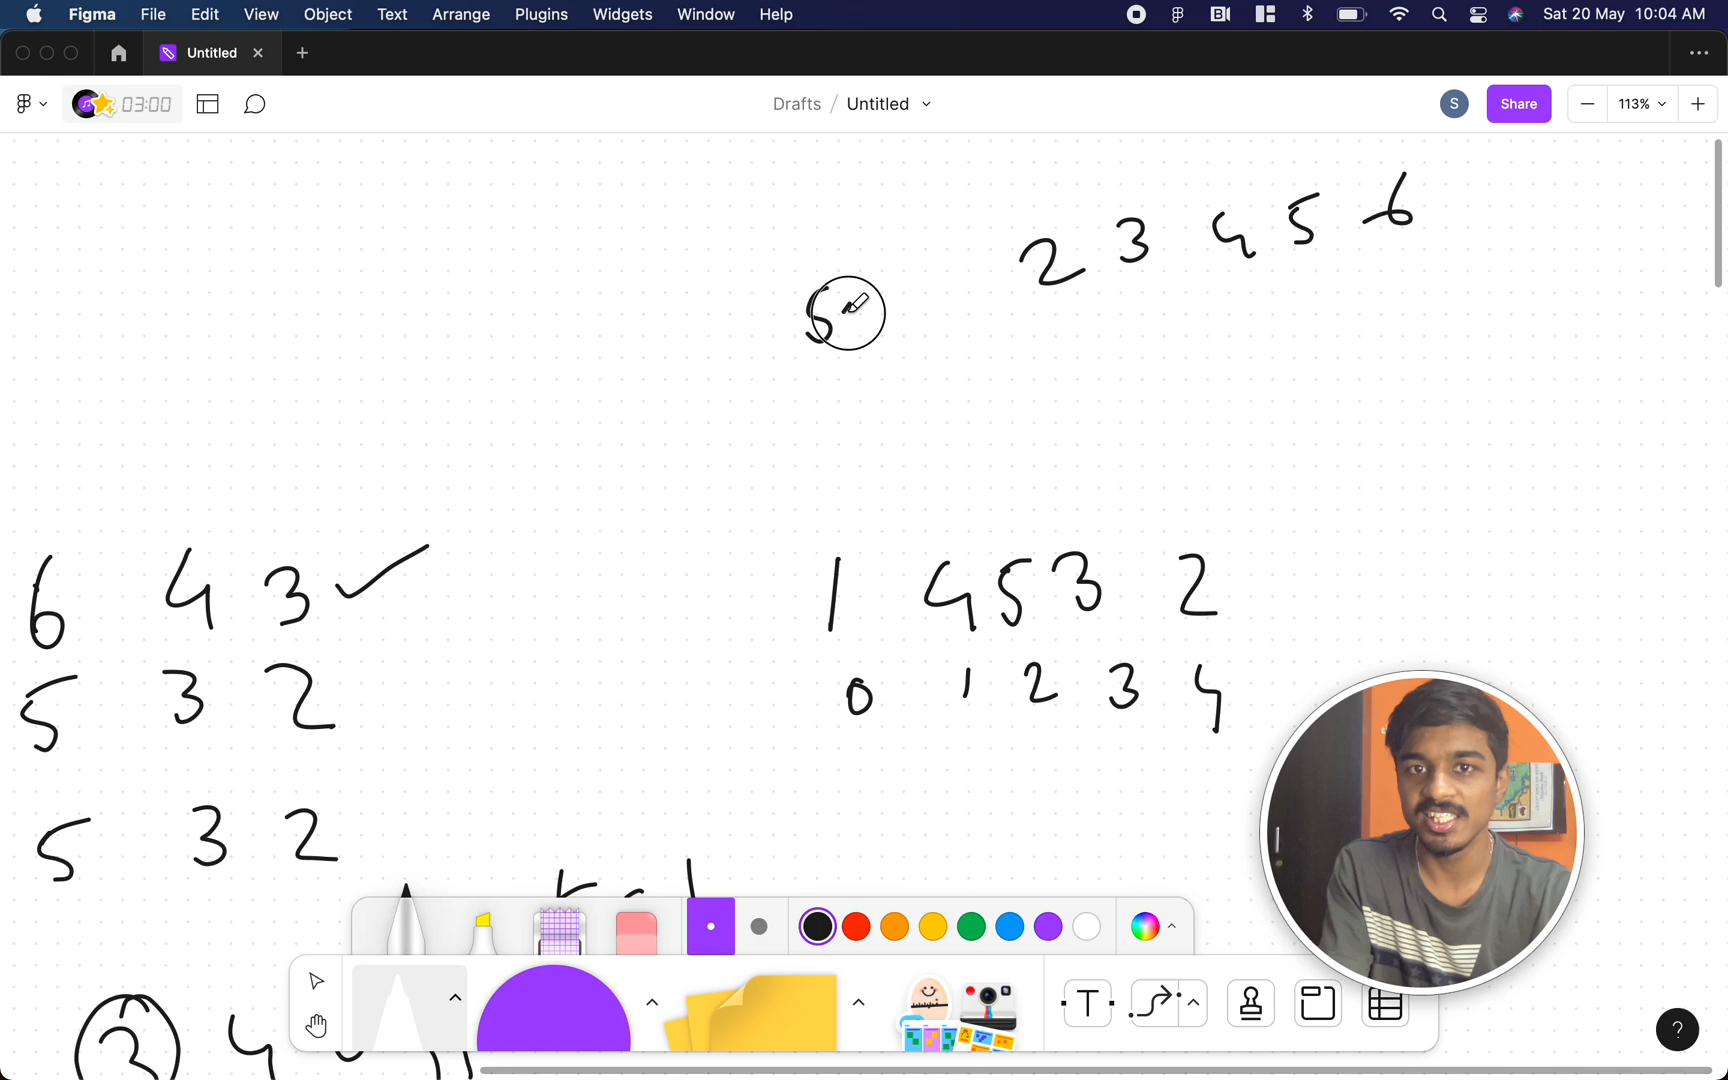 Figma File Edit View Object Text Arrange Plugins Widgets Window Help Sat 20 May 10:04 AM
Untitled
03:00 Drafts / Untitled S Share 113%
2 3 4 5 6
5
6 4 3
1 4 5 3 2
5 3 2
0 1 2 3 4
5 3 2
3 4
T
?